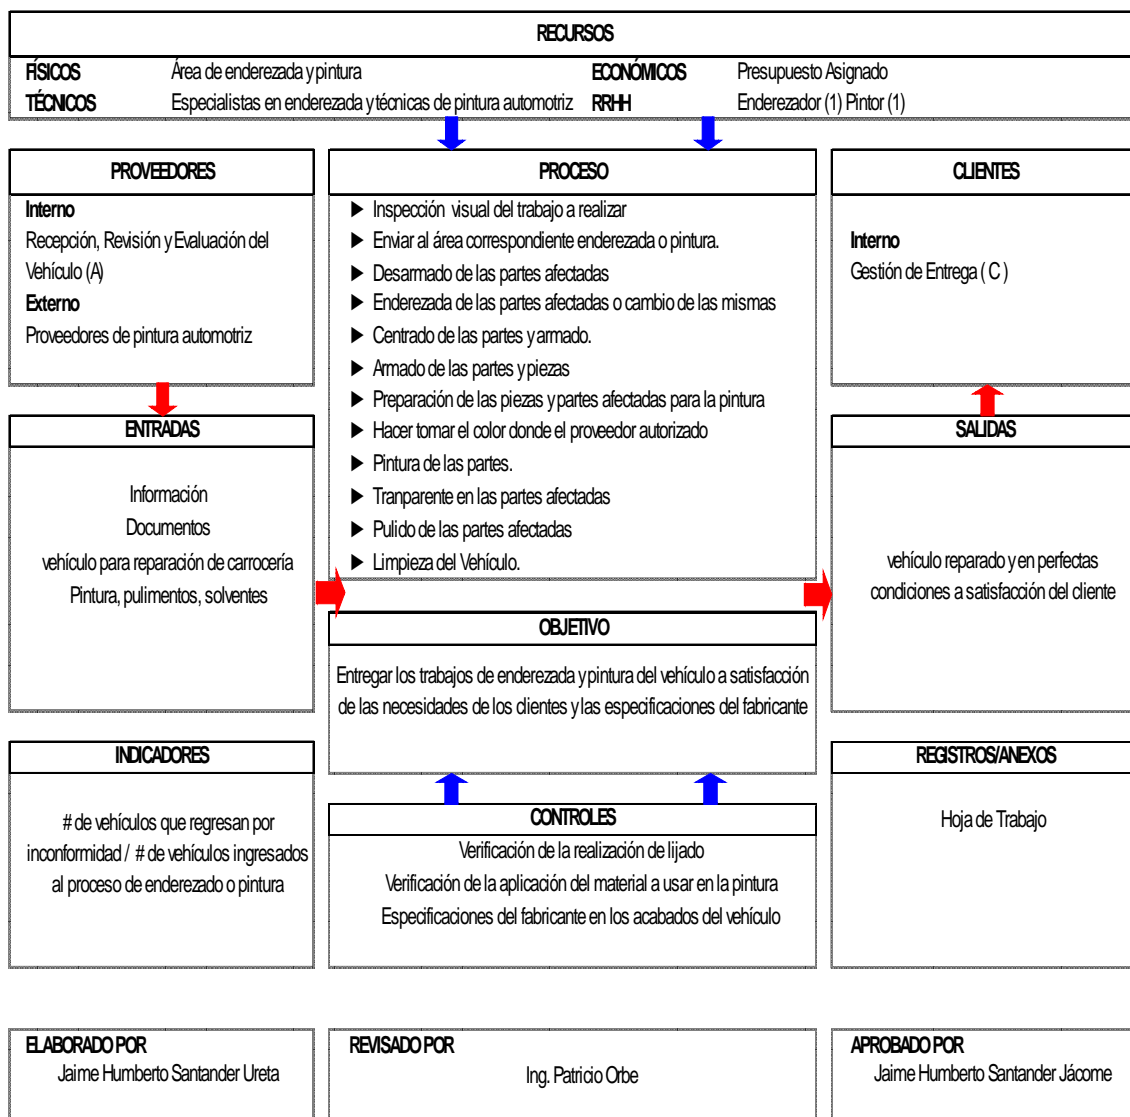 RECURSOS
FÍSICOS Área de enderezada y pintura ECONÓMICOS Presupuesto Asignado
TÉCNICOS Especialistas en enderezada y técnicas de pintura automotriz RRHH Enderezador (1) Pintor (1)
PROVEEDORES
Interno
Recepción, Revisión y Evaluación del
Vehículo (A)
Externo
Proveedores de pintura automotriz
PROCESO
▶ Inspección visual del trabajo a realizar
▶ Enviar al área correspondiente enderezada o pintura.
▶ Desarmado de las partes afectadas
▶ Enderezada de las partes afectadas o cambio de las mismas
▶ Centrado de las partes y armado.
▶ Armado de las partes y piezas
▶ Preparación de las piezas y partes afectadas para la pintura
▶ Hacer tomar el color donde el proveedor autorizado
▶ Pintura de las partes.
▶ Tranparente en las partes afectadas
▶ Pulido de las partes afectadas
▶ Limpieza del Vehículo.
CLIENTES
Interno
Gestión de Entrega ( C )
ENTRADAS
Información
Documentos
vehículo para reparación de carrocería
Pintura, pulimentos, solventes
SALIDAS
vehículo reparado y en perfectas
condiciones a satisfacción del cliente
OBJETIVO
Entregar los trabajos de enderezada y pintura del vehículo a satisfacción
de las necesidades de los clientes y las especificaciones del fabricante
INDICADORES
# de vehículos que regresan por
inconformidad / # de vehículos ingresados
al proceso de enderezado o pintura
CONTROLES
Verificación de la realización de lijado
Verificación de la aplicación del material a usar en la pintura
Especificaciones del fabricante en los acabados del vehículo
REGISTROS/ANEXOS
Hoja de Trabajo
ELABORADO POR
Jaime Humberto Santander Ureta
REVISADO POR
Ing. Patricio Orbe
APROBADO POR
Jaime Humberto Santander Jácome